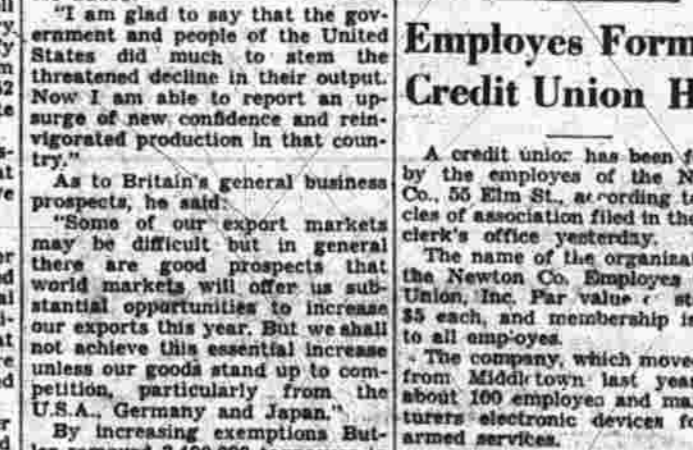 "I am glad to say that the gov-
ernment and people of the United
States did much to stem the
threatened decline in their output.
Now I am able to report an up-
surge of new confidence and rein-
vigorated production in that coun-
try."
As to Britain's general business
prospects, he said:
"Some of our export markets
may be difficult but in general
there are good prospects that
world markets will offer us sub-
stantial opportunities to increase
our exports this year. But we shall
not achieve this essential increase
unless our goods stand up to com-
petition, particularly from the
U.S.A., Germany and Japan."
By increasing exemptions But-
Employes Form
Credit Union
A credit union has been
by the employes of the
Co., 55 Elm St., according
cles of association filed in the
clerk's office yesterday.
The name of the
the Newton Co. Employes
Union, Inc. Par value
$5 each, and membership
to all employes.
The company, which
from Middletown last
about 100 employes and
turers electronic devices
armed services.